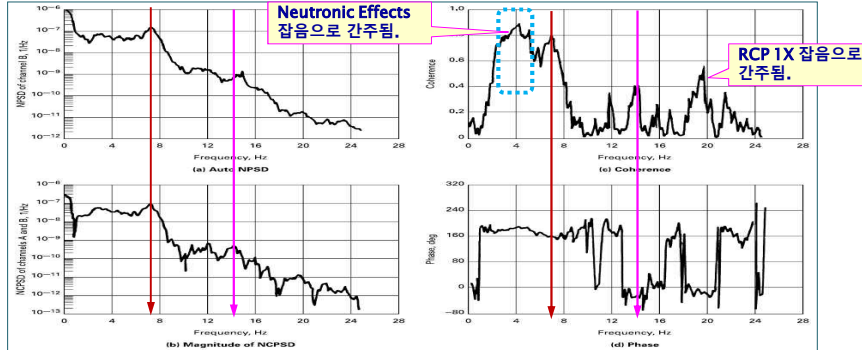 Neutronic Effects
잡음으로 간주됨.
RCP 1X 잡음으로
간주됨.
NPSD of channel B, 1/Hz
10−6
10−7
10−8
10−9
10−10
10−11
10−12
0 4 8 12 16 20 24 28
Frequency, Hz
(a) Auto NPSD
Coherence
1,0
0,8
0,6
0,4
0,2
0
0 4 8 12 16 20 24 28
Frequency, Hz
(c) Coherence
NCPSD of channels A and B, 1/Hz
10−6
10−7
10−8
10−9
10−10
10−11
10−12
10−13
0 4 8 12 16 20 24 28
Frequency, Hz
(b) Magnitude of NCPSD
Phase, deg
320
240
160
80
0
−80
0 4 8 12 16 20 24 28
Frequency, Hz
(d) Phase